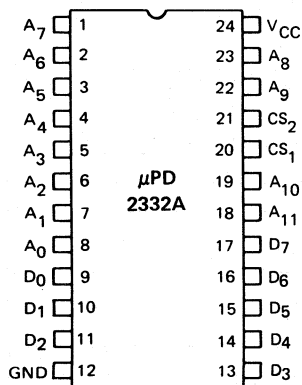 A7 1 24 VCC
A6 2 23 A8
A5 3 22 A9
A4 4 21 CS2
A3 5 20 CS1
A2 6 μPD 19 A10
A1 7 2332A 18 A11
A0 8 17 D7
D0 9 16 D6
D1 10 15 D5
D2 11 14 D4
GND 12 13 D3